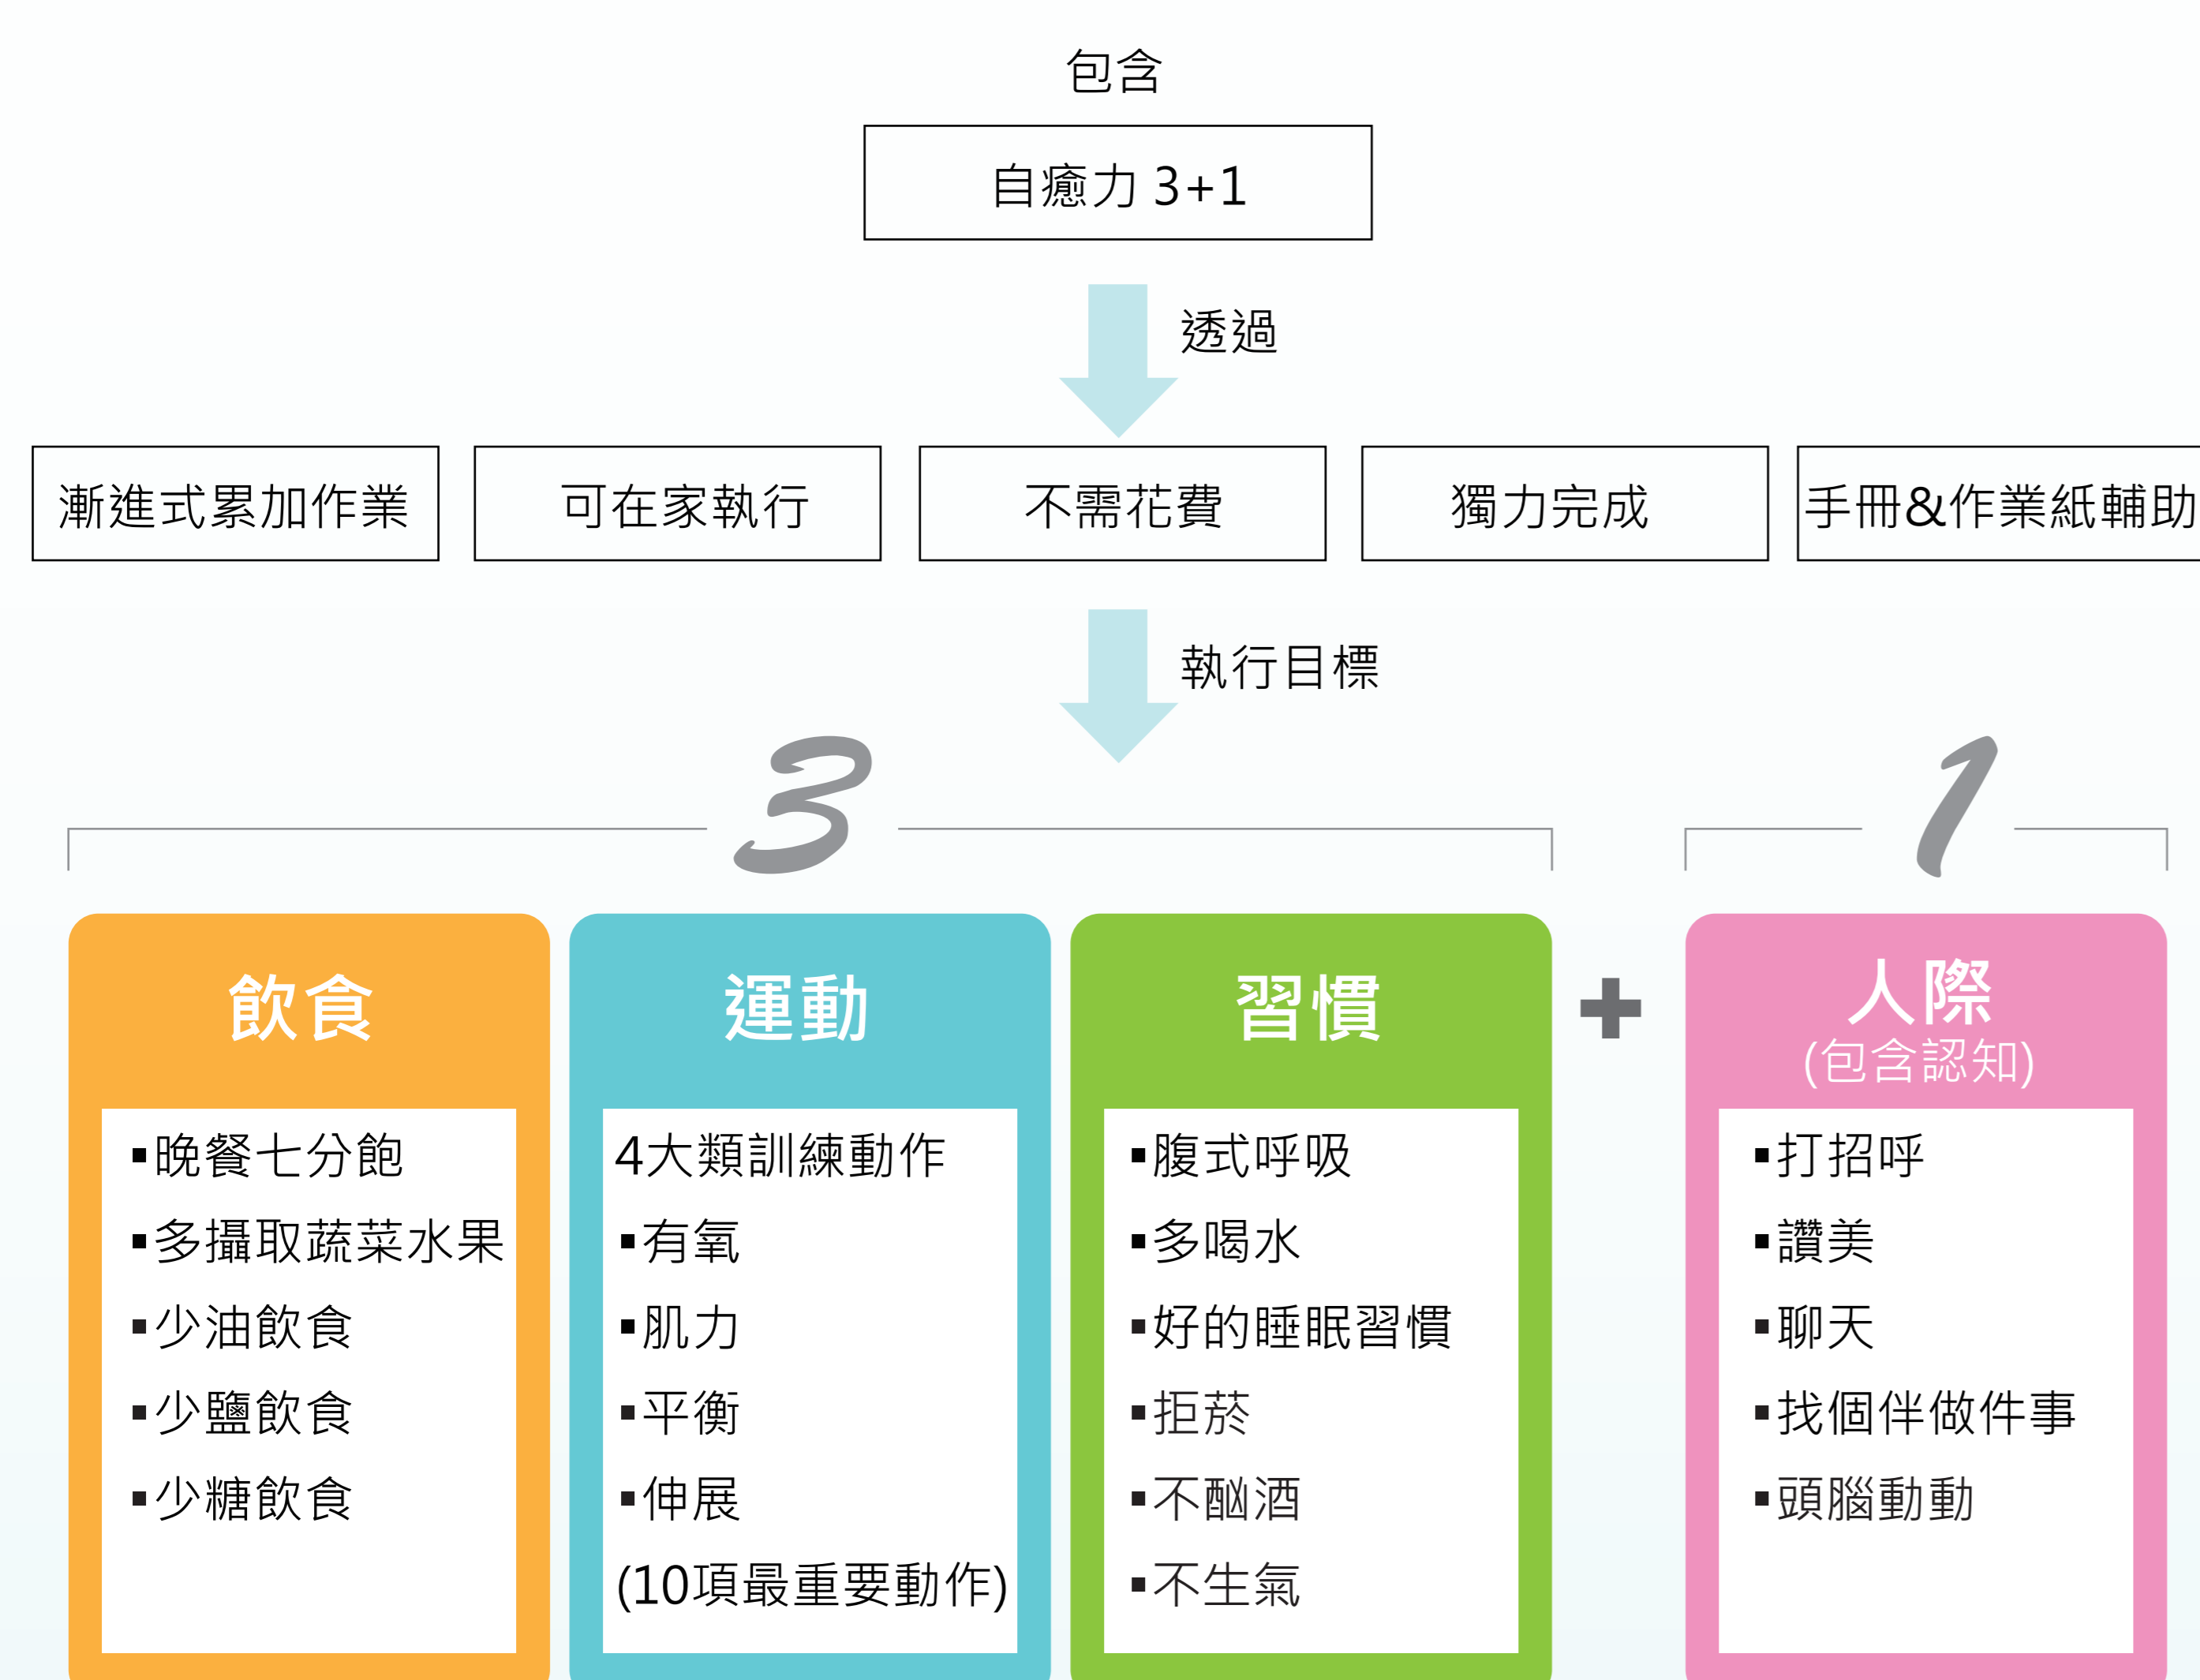 包含
自癒力 3+1
透過
漸進式累加作業
可在家執行
不需花費
獨力完成
手冊&作業紙輔助
執行目標
3
1
飲食
▪晚餐七分飽
▪多攝取蔬菜水果
▪少油飲食
▪少鹽飲食
▪少糖飲食
運動
4大類訓練動作
▪有氧
▪肌力
▪平衡
▪伸展
(10項最重要動作)
習慣
▪腹式呼吸
▪多喝水
▪好的睡眠習慣
▪拒菸
▪不酗酒
▪不生氣
+
人際
(包含認知)
▪打招呼
▪讚美
▪聊天
▪找個伴做件事
▪頭腦動動